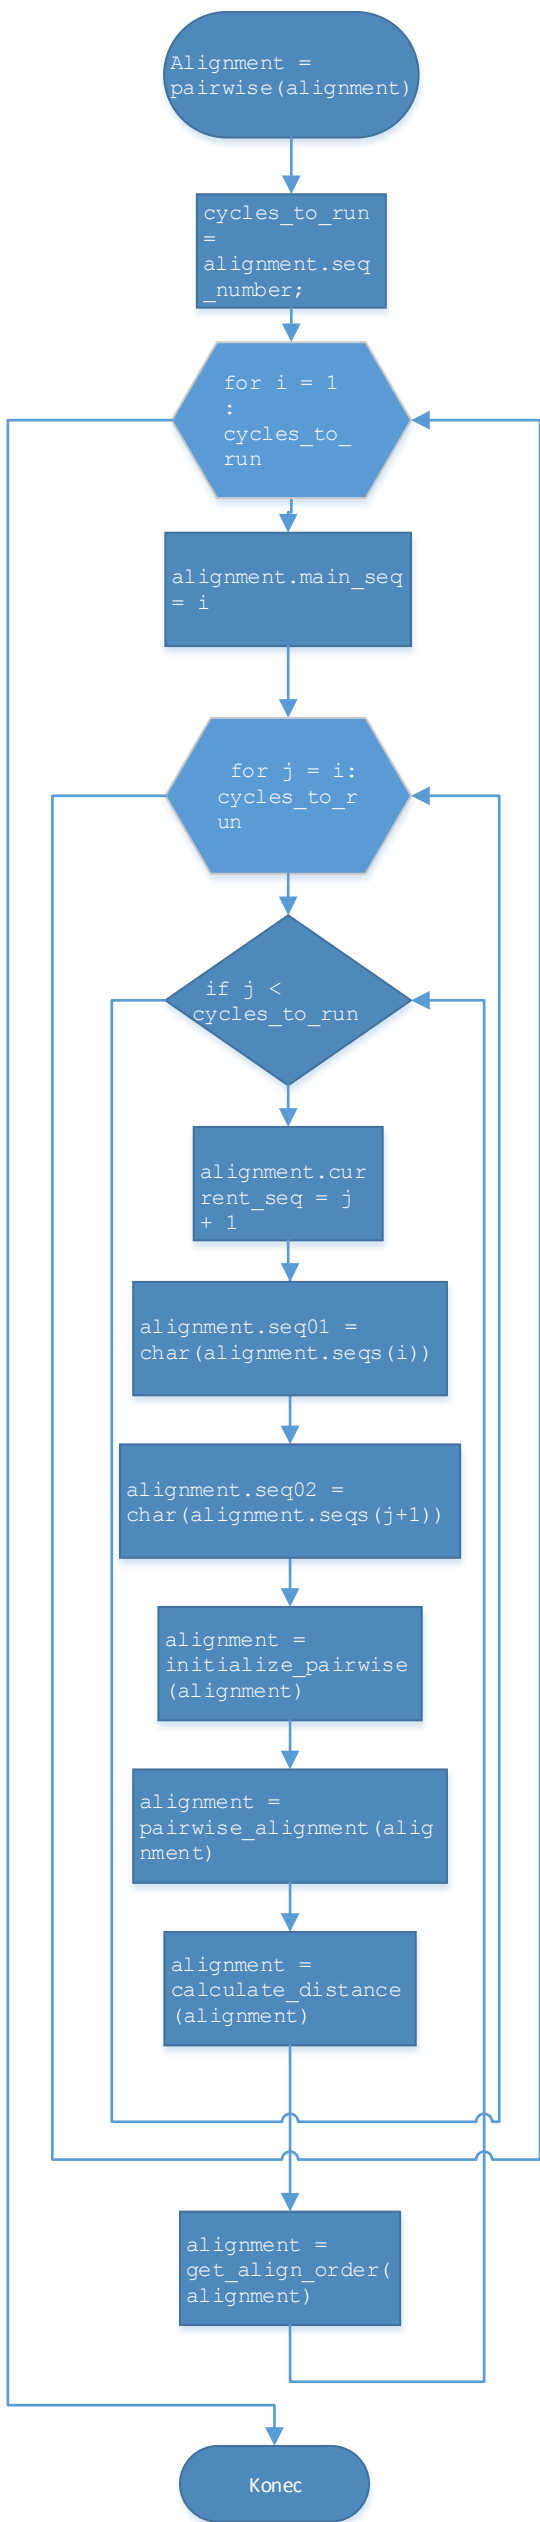 Alignment =
pairwise(alignment)
cycles_to_run
=
alignment.seq
_number;
for i = 1
:
cycles_to_
run
alignment.main_seq
= i
for j = i:
cycles_to_r
un
if j <
cycles_to_run
alignment.cur
rent_seq = j
+ 1
alignment.seq01 =
char(alignment.seqs(i))
alignment.seq02 =
char(alignment.seqs(j+1))
alignment =
initialize_pairwise
(alignment)
alignment =
pairwise_alignment(alig
nment)
alignment =
calculate_distance
(alignment)
alignment =
get_align_order(
alignment)
Konec